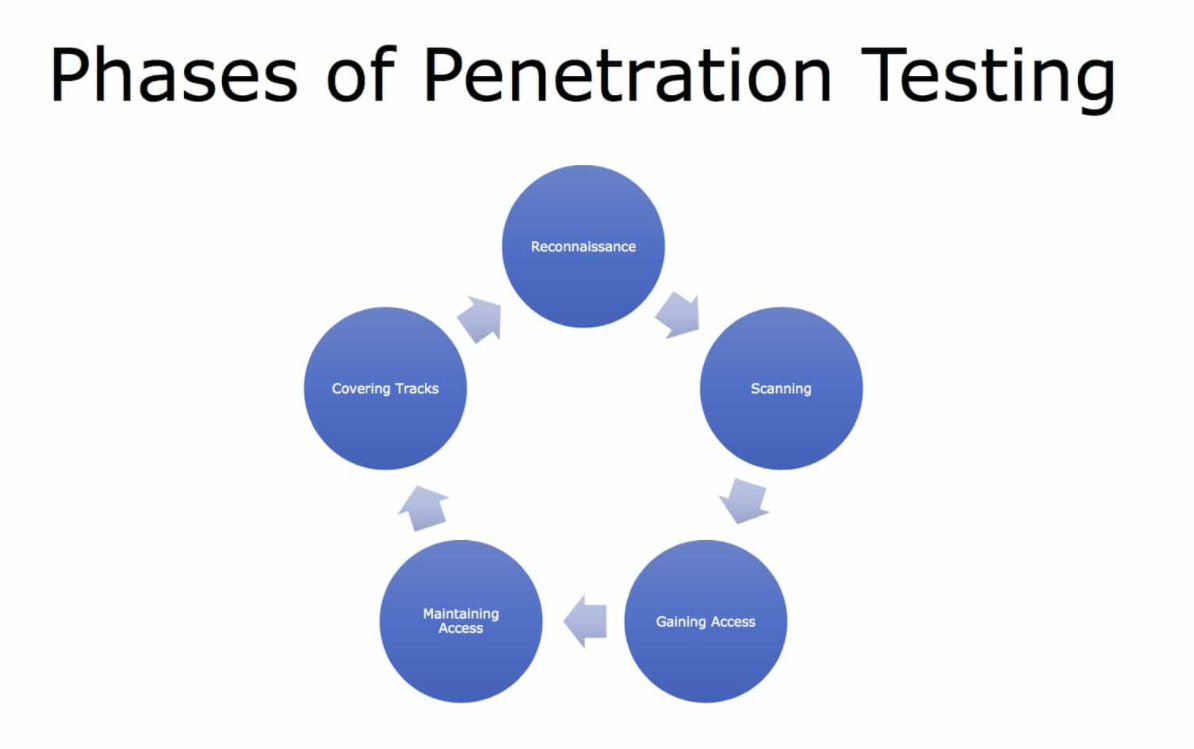 Phases of Penetration Testing
Reconnaissance
Scanning
Gaining Access
Maintaining
Access
Covering Tracks